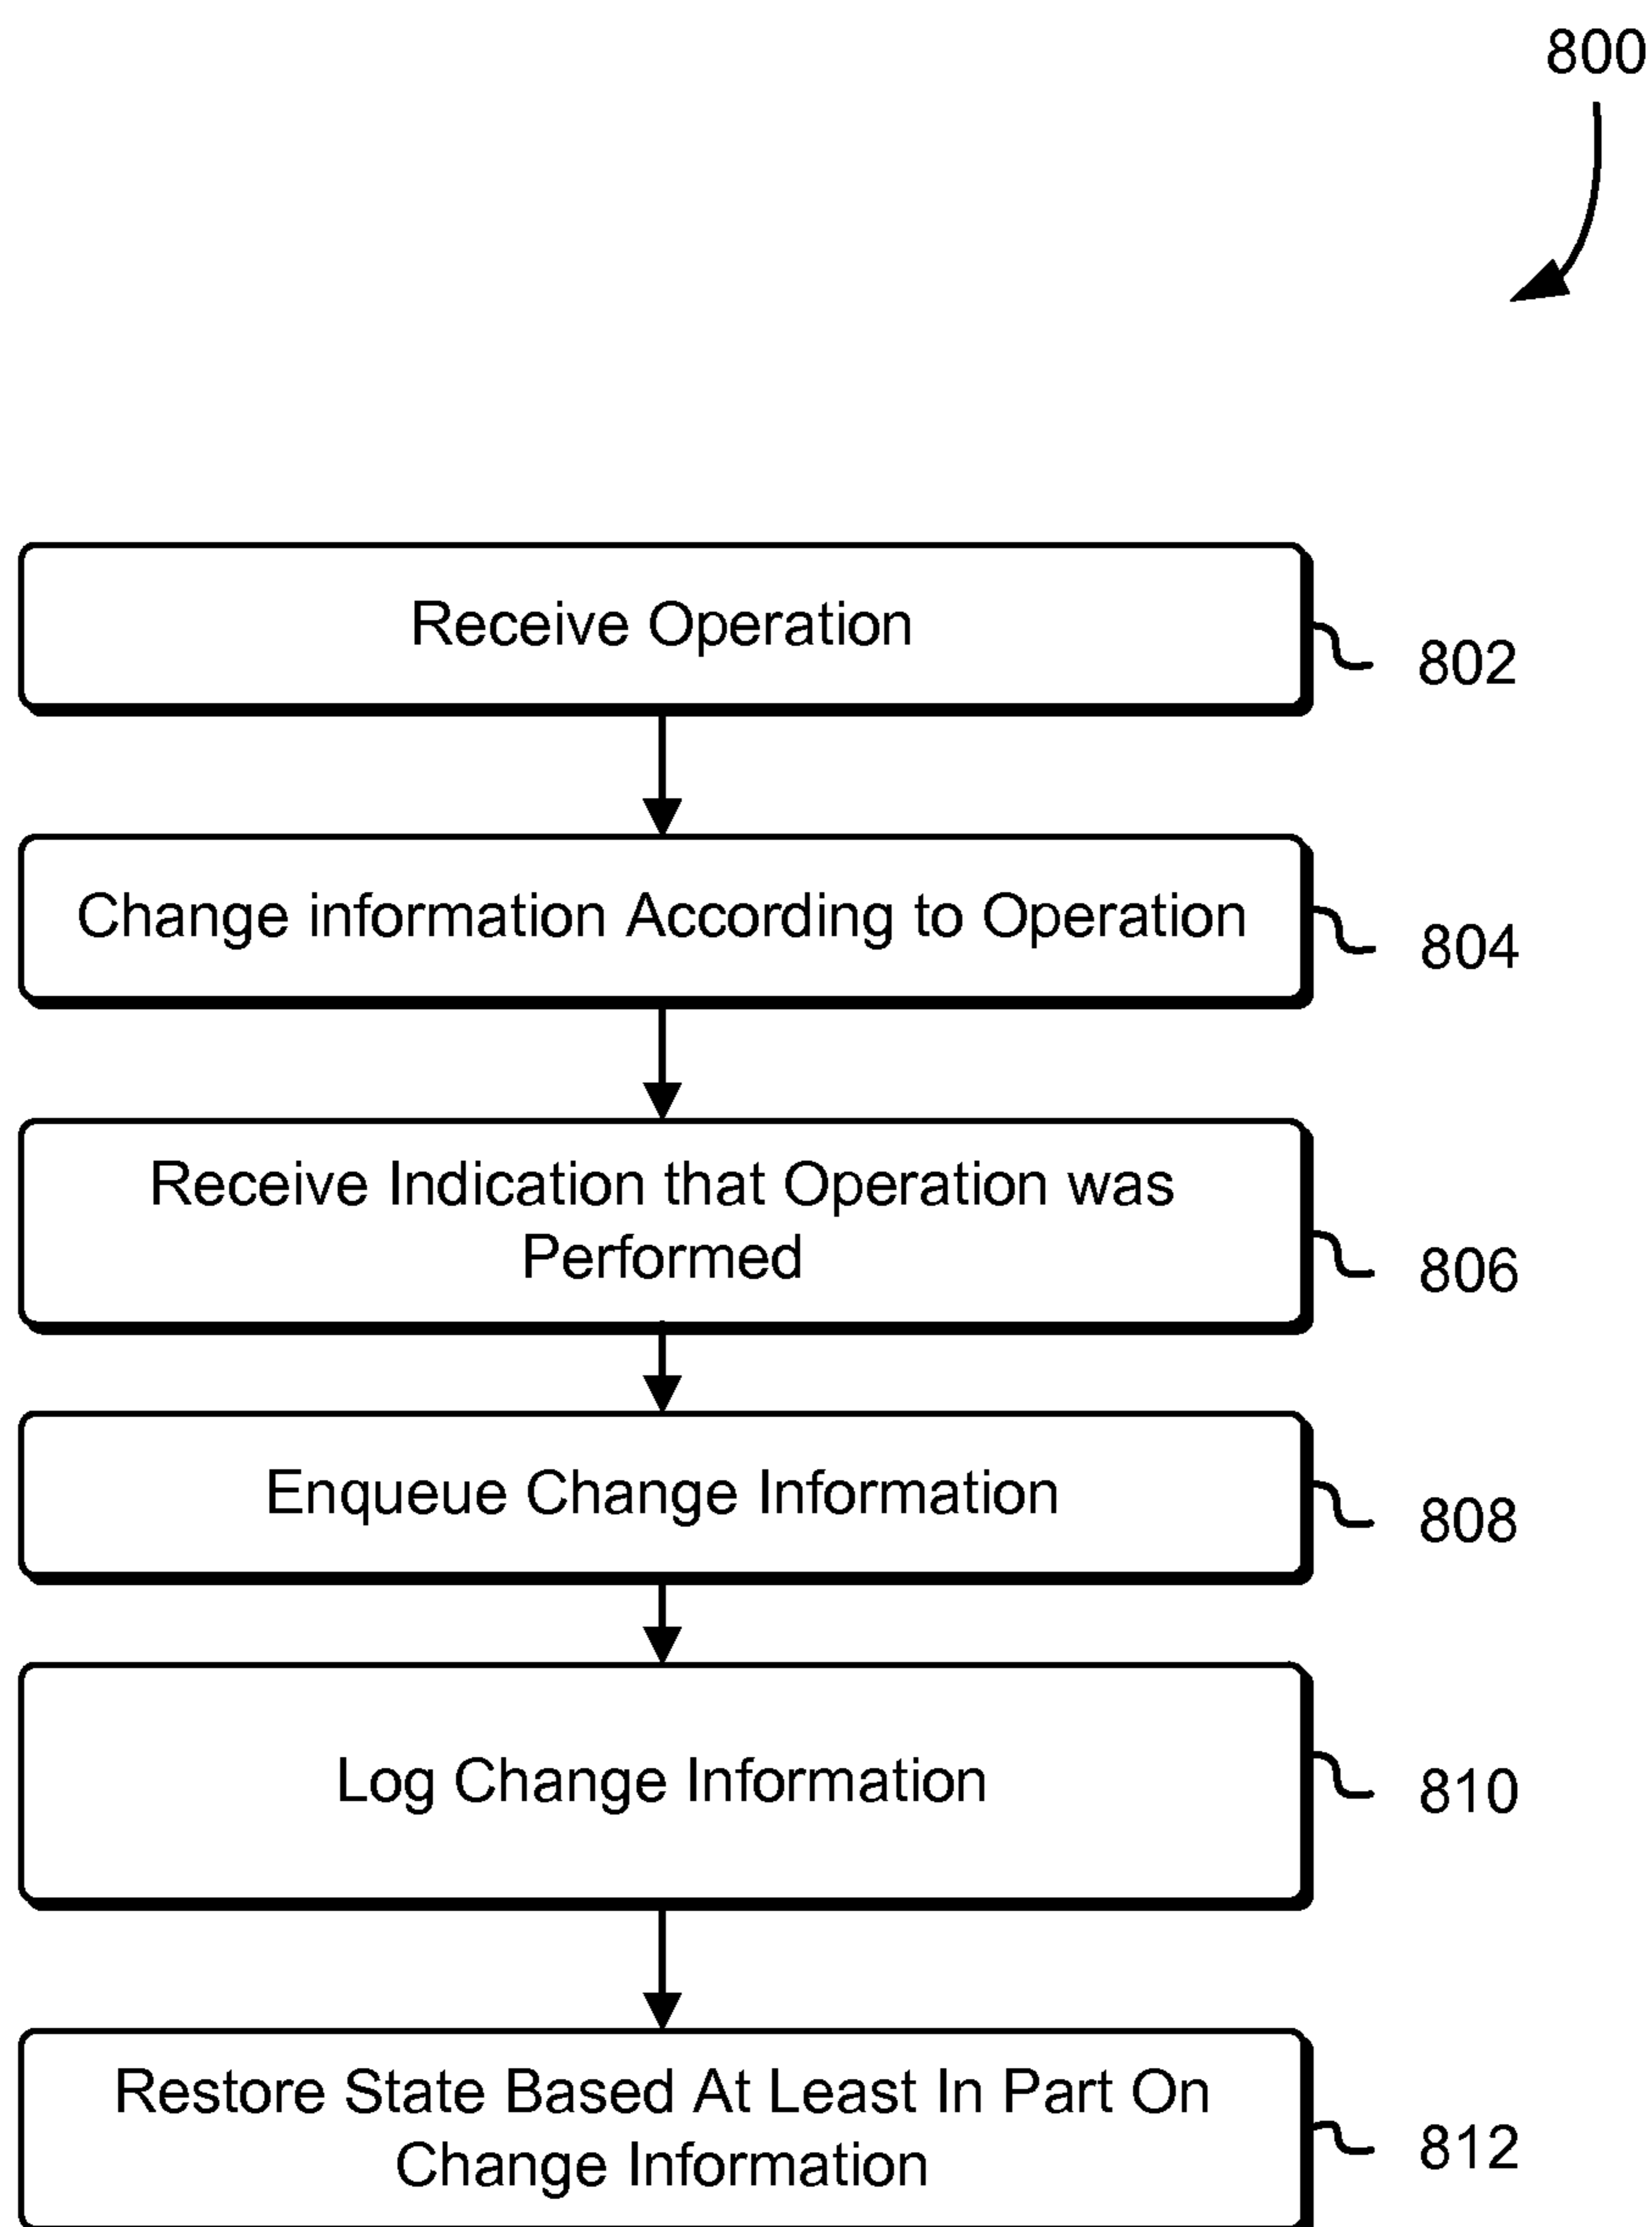 800
Receive Operation
802
Change information According to Operation
804
Receive Indication that Operation was
Performed
806
Enqueue Change Information
808
Log Change Information
810
Restore State Based At Least In Part On
Change Information
812